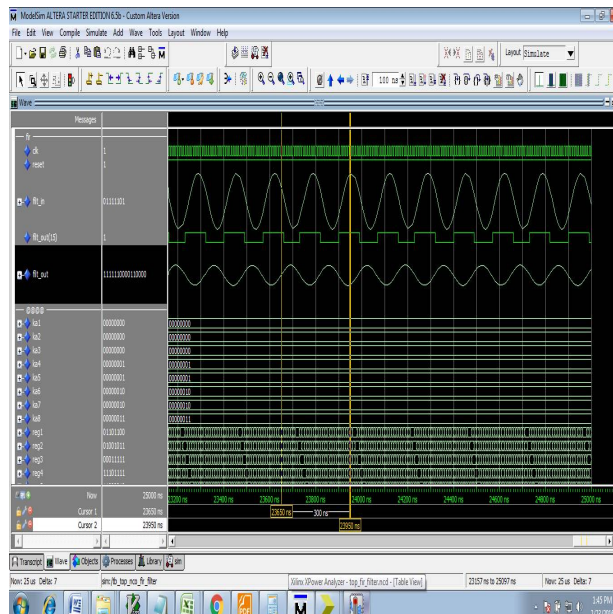 ModelSim ALTERA STARTER EDITION 6.5b - Custom Altera Version
File Edit View Compile Simulate Add Wave Tools Layout Window Help
Layout Simulate
100 ns
Wave
Messages
fir
clk 1
reset 1
filt_in 01111101
filt_out[15] 1
filt_out 1111110000110000
ka1 00000000 00000000
ka2 00000000 00000000
ka3 00000000 00000000
ka4 00000001 00000001
ka5 00000001 00000001
ka6 00000010 00000010
ka7 00000010 00000010
ka8 00000011 00000011
reg1 01101100
reg2 01001011
reg3 00011111
reg4 11101111
Now 25000 ns 23200 ns 23400 ns 23600 ns 23800 ns 24000 ns 24200 ns 24400 ns 24600 ns 24800 ns 25000 ns
Cursor 1 23650 ns 23650 ns 300 ns
Cursor 2 23950 ns 23950 ns
Transcript Wave Objects Processes Library sim
Now: 25 us Delta: 7 sim:/tb_top_nco_fir_filter Xilinx XPower Analyzer - top_fir_filter.ncd - [Table View] 23157 ns to 25097 ns Now: 25 us Delta: 7
1:45 PM